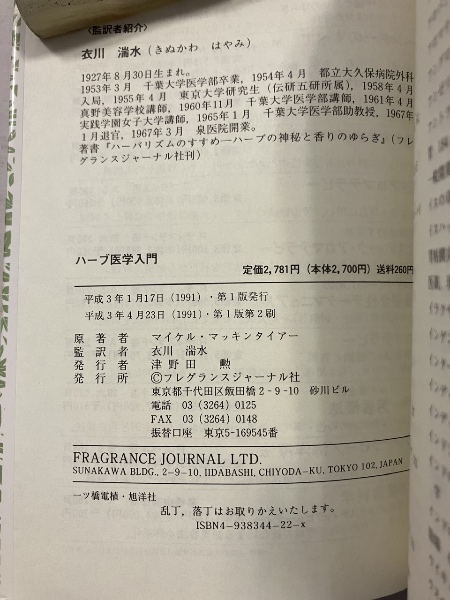 〈監訳者紹介〉
衣川 湍水(きぬかわ はやみ)
1927年8月30日生まれ。
1953年3月 千葉大学医学部卒業，1954年4月 都立大久保病院外科
入局，1955年4月 東京大学研究生(伝研五研所属)，1958年4月
真野美容学校講師，1960年11月 千葉大学医学部講師，1961年4月
実践学園女子大学講師，1965年1月 千葉大学医学部助教授，1967年
1月退官，1967年3月 泉医院開業。
著書『ハーバリズムのすすめ―ハーブの神秘と香りのゆらぎ』(フレ
グランスジャーナル社刊)
ハーブ医学入門
定価2,781円(本体2,700円)送料260円
平成3年1月17日(1991)・第1版発行
平成3年4月23日(1991)・第1版第2刷
原著者 マイケル・マッキンタイアー
監訳者 衣川 湍水
発行者 津野田 勲
発行所 ©フレグランスジャーナル社
東京都千代田区飯田橋2-9-10 砂川ビル
電話 03(3264)0125
FAX 03(3264)0148
振替口座 東京5-169545番
FRAGRANCE JOURNAL LTD.
SUNAKAWA BLDG., 2-9-10, IIDABASHI, CHIYODA-KU, TOKYO 102, JAPAN
一ツ橋電植・旭洋社
乱丁，落丁はお取りかえいたします。
ISBN4-938344-22-x